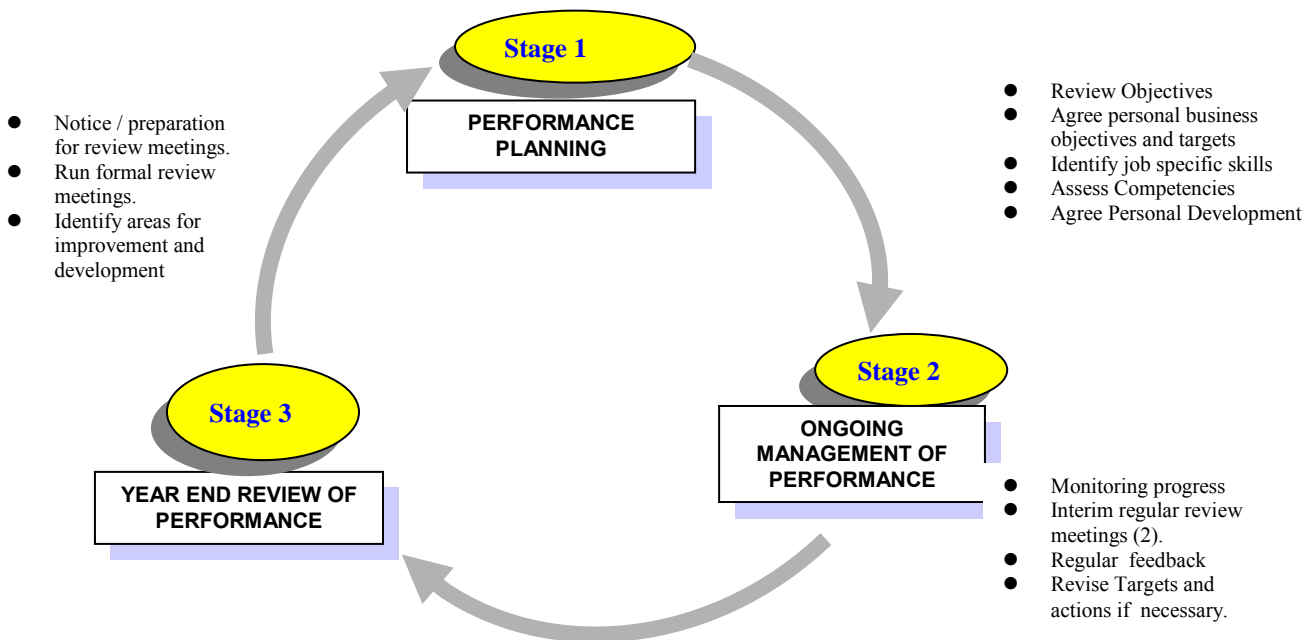 Stage 1
PERFORMANCE
PLANNING
● Review Objectives
● Agree personal business
objectives and targets
● Identify job specific skills
● Assess Competencies
● Agree Personal Development
Stage 2
ONGOING
MANAGEMENT OF
PERFORMANCE
● Monitoring progress
● Interim regular review
meetings (2).
● Regular feedback
● Revise Targets and
actions if necessary.
Stage 3
YEAR END REVIEW OF
PERFORMANCE
● Notice / preparation
for review meetings.
● Run formal review
meetings.
● Identify areas for
improvement and
development